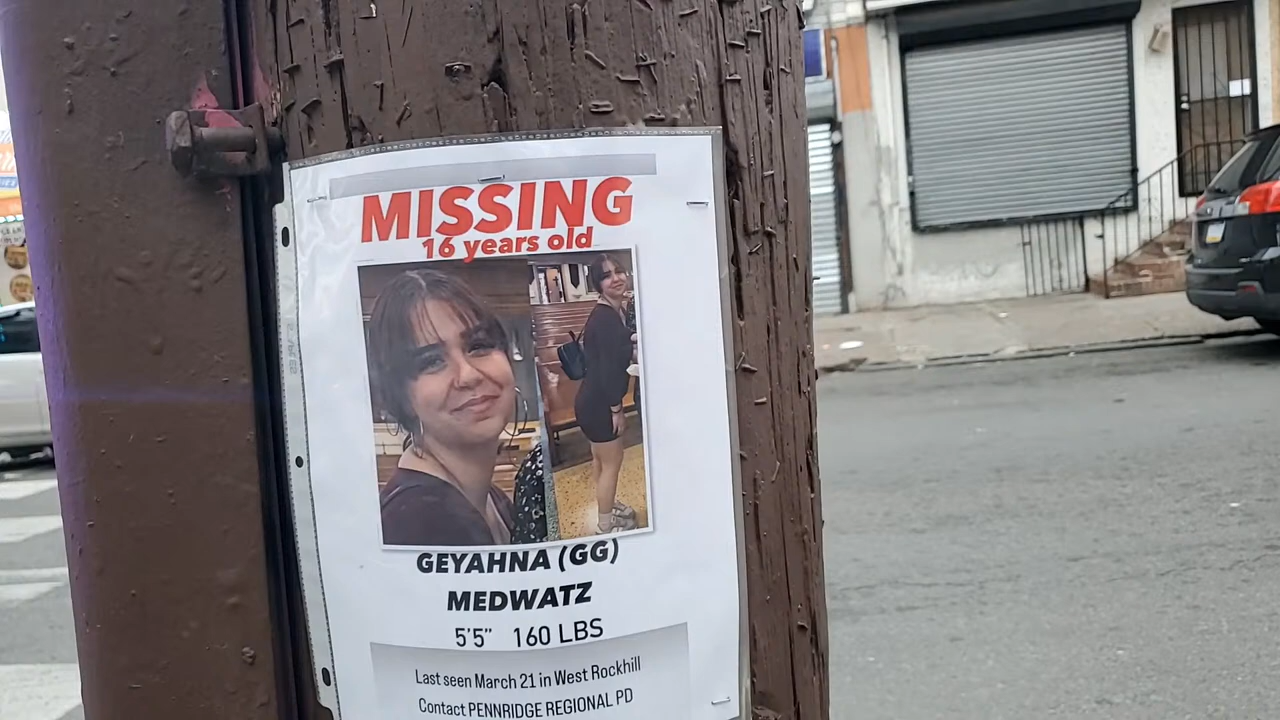 MISSING
16 years old
GEYAHNA (GG)
MEDWATZ
5'5" 160 LBS
Last seen March 21 in West Rockhill
Contact PENNRIDGE REGIONAL PD